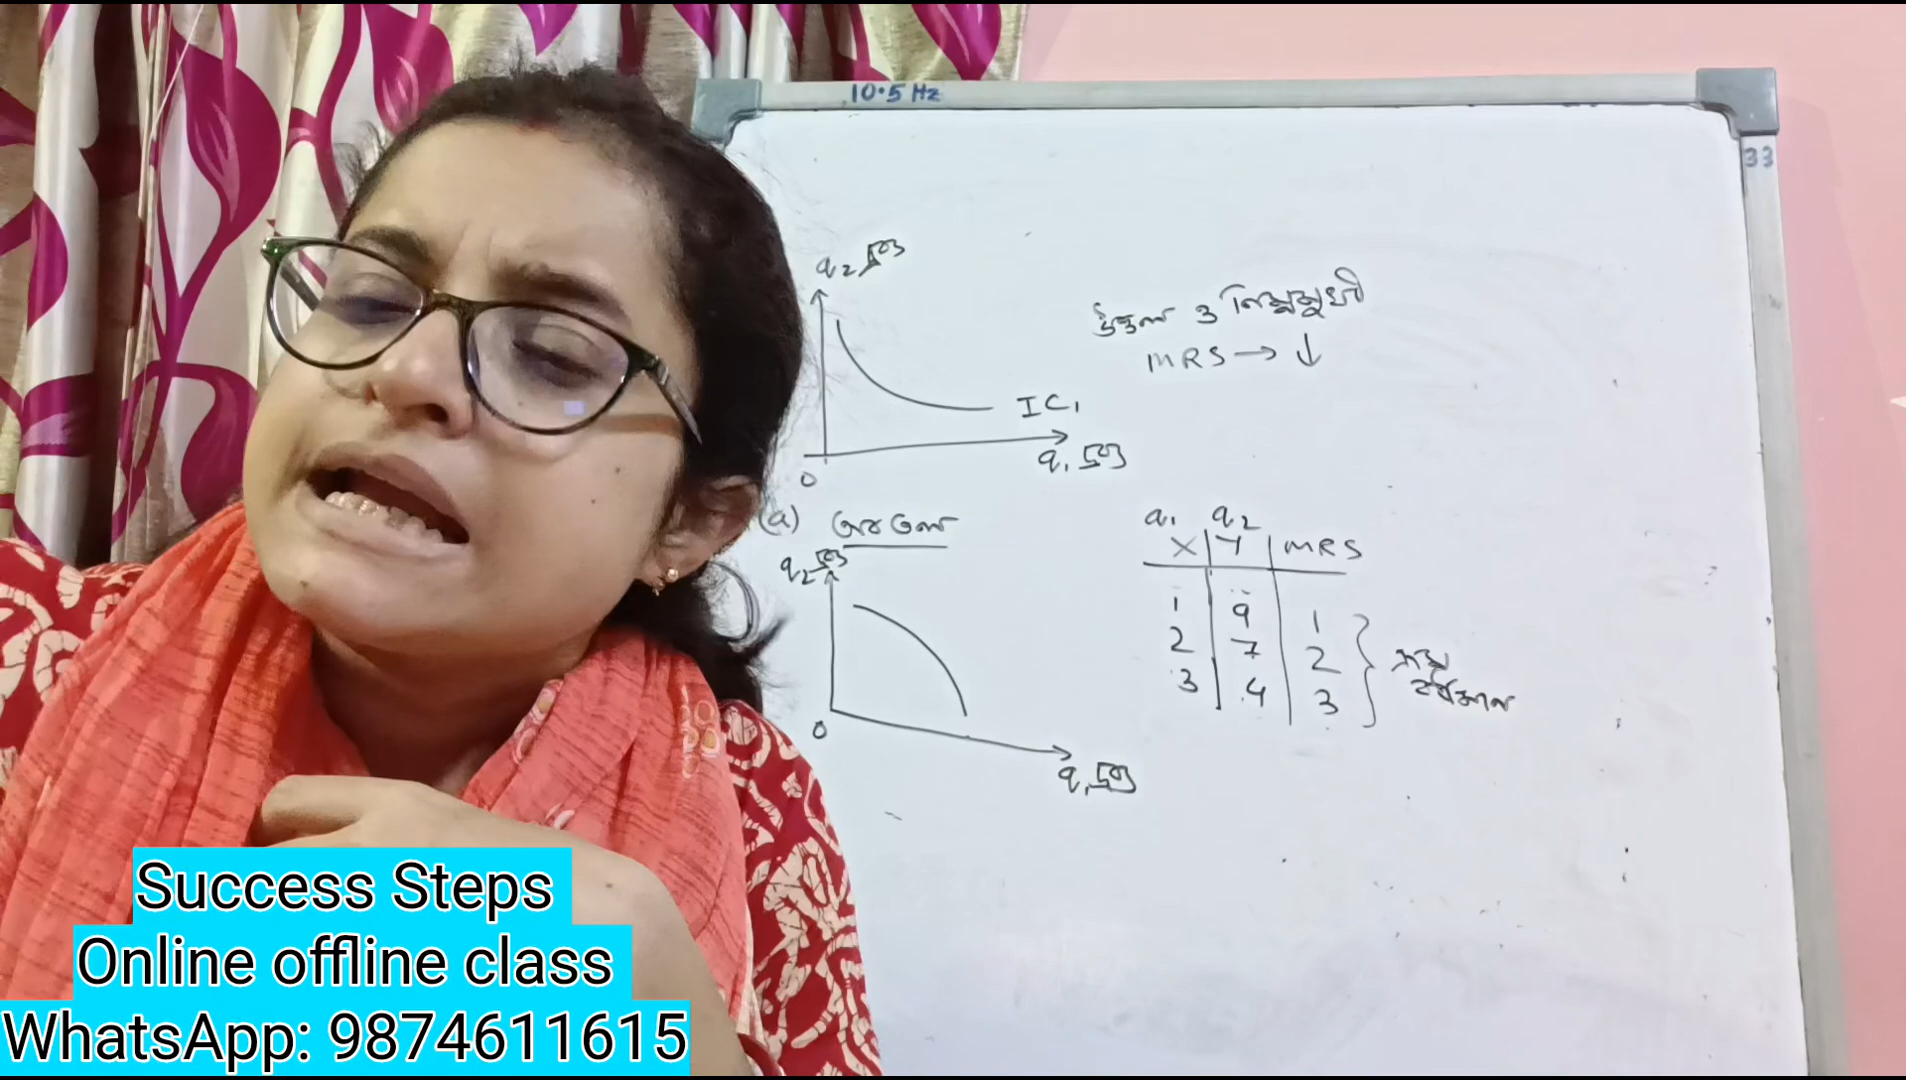 10.5 Hz
33
q₂ দ্রব্য
উত্তল ও নিম্নমুখী
MRS → ↓
IC₁
q₁ দ্রব্য
0
(a) অবতল
q₂ দ্রব্য
0
q₁ দ্রব্য
q₁ q₂
X Y MRS
1 9 1
2 7 2
3 4 3
Success Steps
Online offline class
WhatsApp: 9874611615